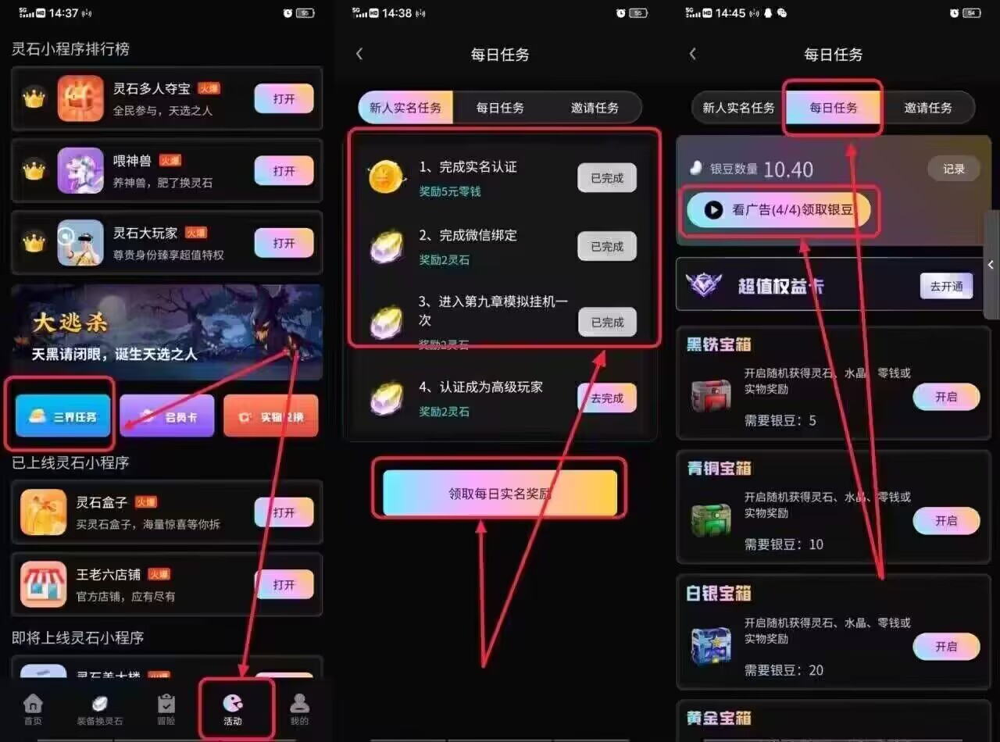 5G HD 14:37 55
灵石小程序排行榜
灵石多人夺宝 火爆
全民参与，天选之人
打开
喂神兽 火爆
养神兽，肥了换灵石
打开
灵石大玩家 火爆
尊贵身份臻享超值特权
打开
大逃杀
天黑请闭眼，诞生天选之人
三界任务
会员卡
实物兑换
已上线灵石小程序
灵石盒子 火爆
买灵石盒子，海量惊喜等你拆
打开
王老六店铺 火爆
官方店铺，应有尽有
打开
即将上线灵石小程序
首页
装备换灵石
冒险
活动
我的
5G HD 14:38 55
每日任务
新人实名任务
每日任务
邀请任务
1、完成实名认证
奖励5元零钱
已完成
2、完成微信绑定
奖励2灵石
已完成
3、进入第九章模拟挂机一
次
奖励2灵石
已完成
4、认证成为高级玩家
奖励2灵石
去完成
领取每日实名奖励
5G HD 14:45 54
每日任务
新人实名任务
每日任务
邀请任务
银豆数量 10.40
记录
看广告(4/4)领取银豆
超值权益卡
去开通
黑铁宝箱
开启随机获得灵石、水晶、零钱或
实物奖励
需要银豆：5
开启
青铜宝箱
开启随机获得灵石、水晶、零钱或
实物奖励
需要银豆：10
开启
白银宝箱
开启随机获得灵石、水晶、零钱或
实物奖励
需要银豆：20
开启
黄金宝箱